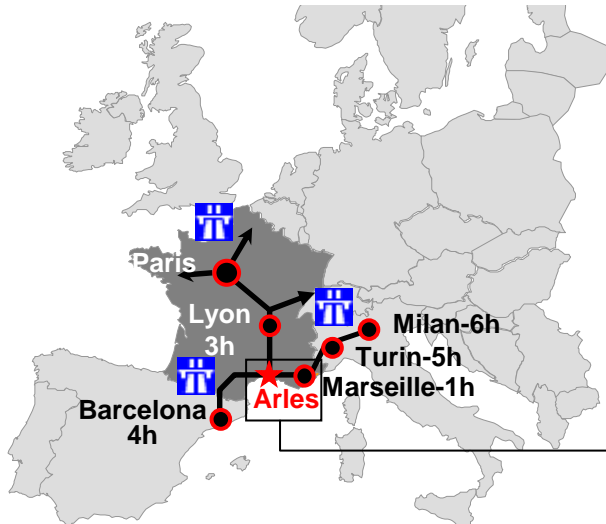 Paris
Lyon
3h
Milan-6h
Turin-5h
Marseille-1h
Arles
Barcelona
4h